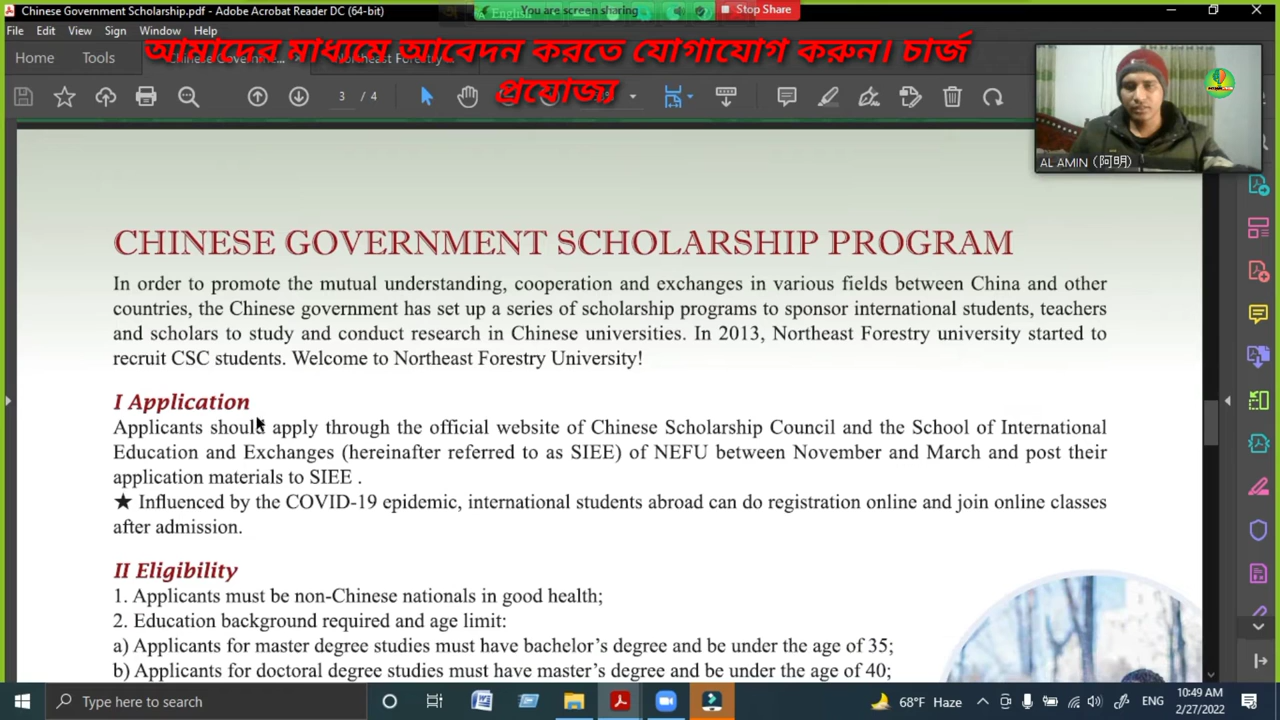 Chinese Government Scholarship.pdf - Adobe Acrobat Reader DC (64-bit)
English
You are screen sharing
Stop Share
File Edit View Sign Window Help
আমাদের মাধ্যমে আবেদন করতে যোগাযোগ করুন। চার্জ
প্রয়োজ্য
Home Tools Chinese Governme... Northeast Forestry ...
3 / 4
AL AMIN (阿明)
CHINESE GOVERNMENT SCHOLARSHIP PROGRAM
In order to promote the mutual understanding, cooperation and exchanges in various fields between China and other
countries, the Chinese government has set up a series of scholarship programs to sponsor international students, teachers
and scholars to study and conduct research in Chinese universities. In 2013, Northeast Forestry university started to
recruit CSC students. Welcome to Northeast Forestry University!
I Application
Applicants should apply through the official website of Chinese Scholarship Council and the School of International
Education and Exchanges (hereinafter referred to as SIEE) of NEFU between November and March and post their
application materials to SIEE .
★ Influenced by the COVID-19 epidemic, international students abroad can do registration online and join online classes
after admission.
II Eligibility
1. Applicants must be non-Chinese nationals in good health;
2. Education background required and age limit:
a) Applicants for master degree studies must have bachelor’s degree and be under the age of 35;
b) Applicants for doctoral degree studies must have master’s degree and be under the age of 40;
Type here to search
68°F Haze
ENG
10:49 AM
2/27/2022